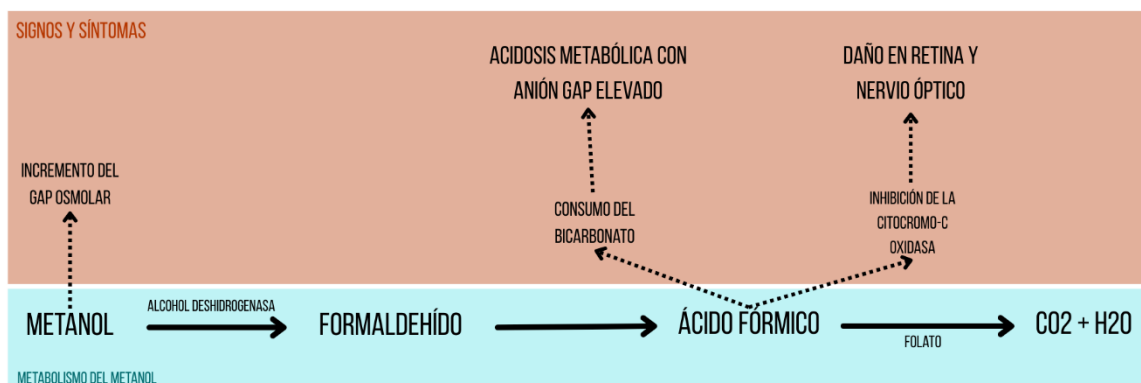 SIGNOS Y SÍNTOMAS
ACIDOSIS METABÓLICA CON
ANIÓN GAP ELEVADO
DAÑO EN RETINA Y
NERVIO ÓPTICO
INCREMENTO DEL
GAP OSMOLAR
CONSUMO DEL
BICARBONATO
INHIBICIÓN DE LA
CITOCROMO-C
OXIDASA
METANOL
ALCOHOL DESHIDROGENASA
FORMALDEHÍDO
ÁCIDO FÓRMICO
FOLATO
CO2 + H2O
METABOLISMO DEL METANOL